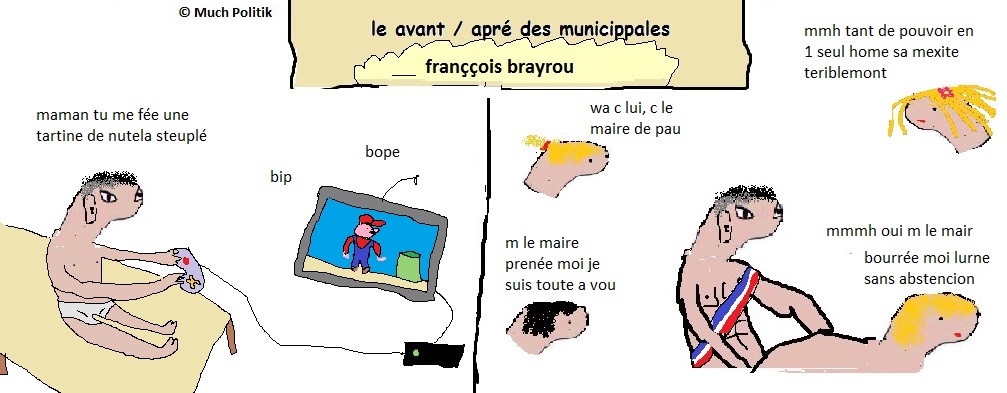 © Much Politik
le avant / apré des municippales
___ franççois brayrou
maman tu me fée une
tartine de nutela steuplé
bip
bope
wa c lui, c le
maire de pau
mmh tant de pouvoir en
1 seul home sa mexite
teriblemont
m le maire
prenée moi je
suis toute a vou
mmmh oui m le mair
bourrée moi lurne
sans abstencion